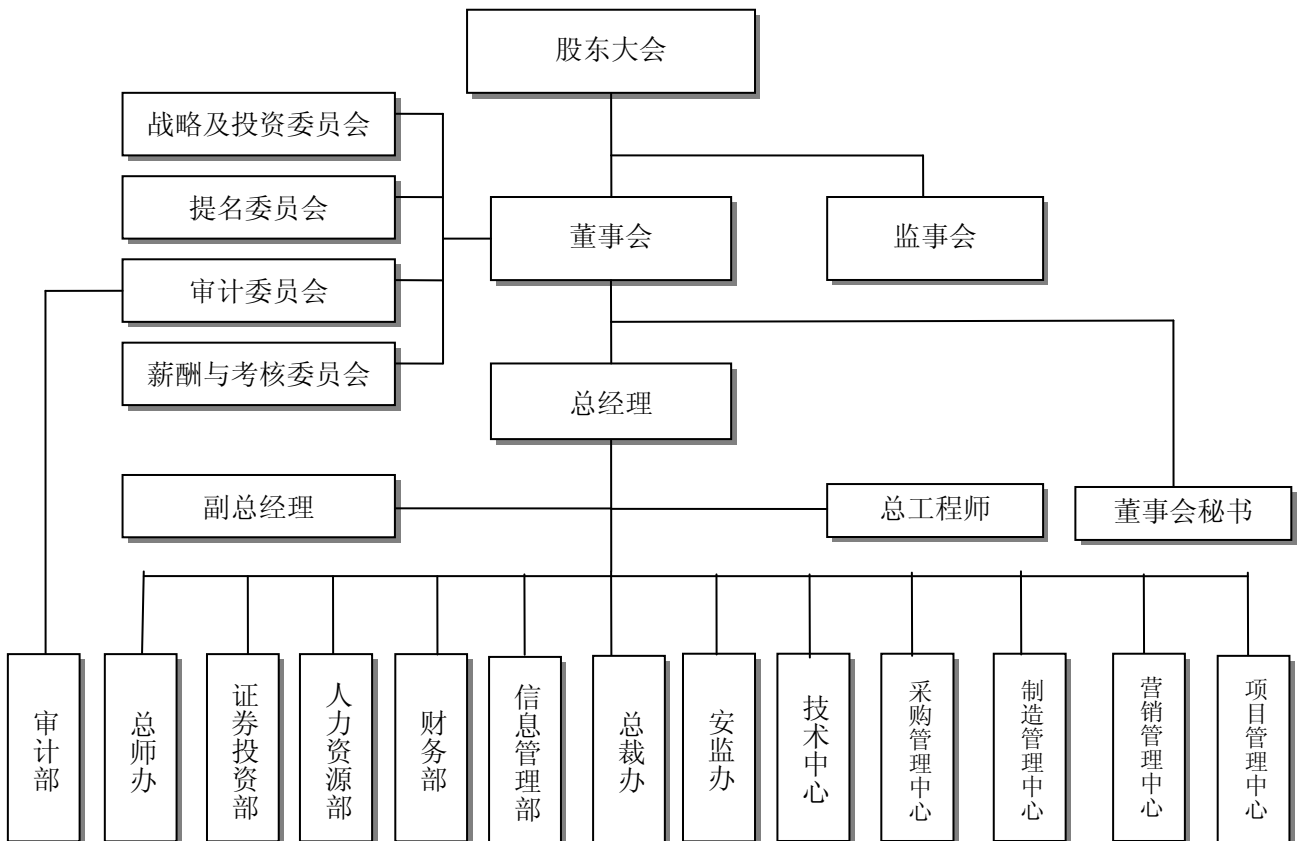 股东大会
战略及投资委员会
提名委员会
董事会
监事会
审计委员会
薪酬与考核委员会
总经理
副总经理
总工程师
董事会秘书
审计部
总师办
证券投资部
人力资源部
财务部
信息管理部
总裁办
安监办
技术中心
采购管理中心
制造管理中心
营销管理中心
项目管理中心